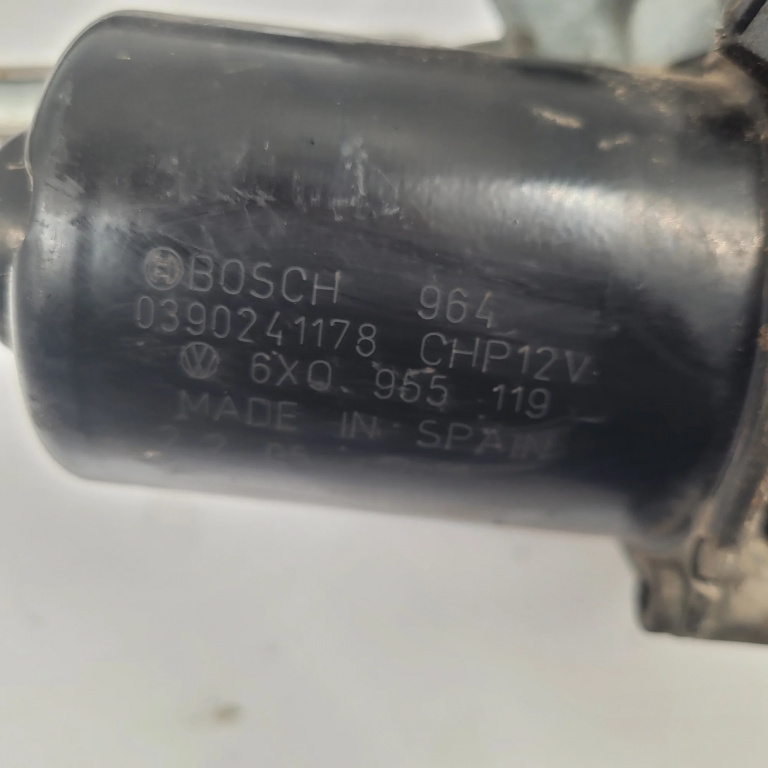 BOSCH 964
0390241178 CHP12V
6XQ 955 119
MADE IN SPAIN